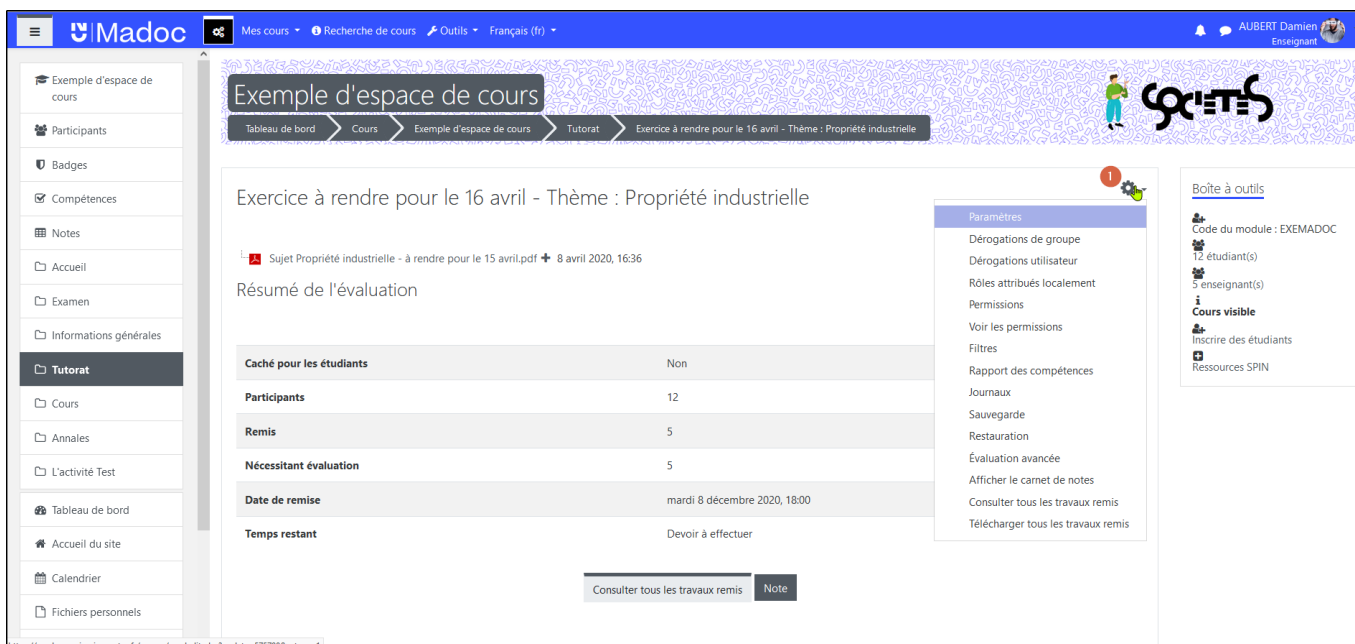 Madoc
Mes cours
Recherche de cours
Outils
Français (fr)
AUBERT Damien
Enseignant
Exemple d'espace de
cours
Participants
Badges
Compétences
Notes
Accueil
Examen
Informations générales
Tutorat
Cours
Annales
L'activité Test
Tableau de bord
Accueil du site
Calendrier
Fichiers personnels
Exemple d'espace de cours
Tableau de bord
Cours
Exemple d'espace de cours
Tutorat
Exercice à rendre pour le 16 avril - Thème : Propriété industrielle
SOCIETES
Exercice à rendre pour le 16 avril - Thème : Propriété industrielle
1
Sujet Propriété industrielle - à rendre pour le 15 avril.pdf
8 avril 2020, 16:36
Résumé de l'évaluation
Caché pour les étudiants Non
Participants 12
Remis 5
Nécessitant évaluation 5
Date de remise mardi 8 décembre 2020, 18:00
Temps restant Devoir à effectuer
Consulter tous les travaux remis
Note
Paramètres
Dérogations de groupe
Dérogations utilisateur
Rôles attribués localement
Permissions
Voir les permissions
Filtres
Rapport des compétences
Journaux
Sauvegarde
Restauration
Évaluation avancée
Afficher le carnet de notes
Consulter tous les travaux remis
Télécharger tous les travaux remis
Boîte à outils
Code du module : EXEMADOC
12 étudiant(s)
5 enseignant(s)
Cours visible
Inscrire des étudiants
Ressources SPIN